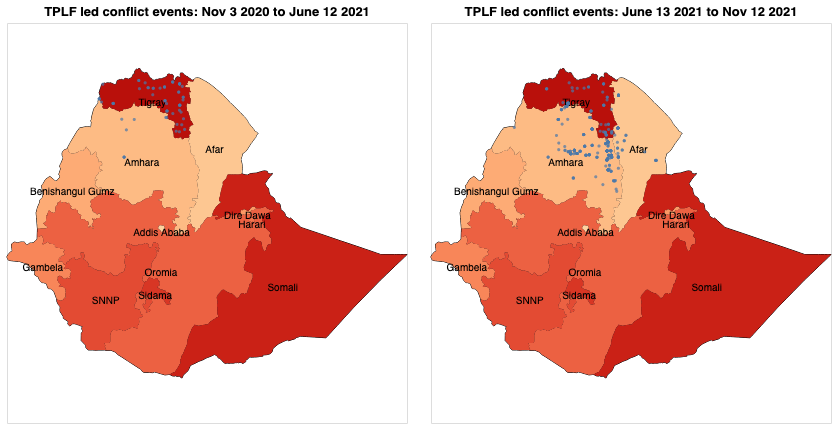 TPLF led conflict events: Nov 3 2020 to June 12 2021
Tigray
Afar
Amhara
Benishangul Gumz
Dire Dawa
Harari
Addis Ababa
Gambela
Oromia
Somali
Sidama
SNNP
TPLF led conflict events: June 13 2021 to Nov 12 2021
Tigray
Afar
Amhara
Benishangul Gumz
Dire Dawa
Harari
Addis Ababa
Gambela
Oromia
Somali
Sidama
SNNP